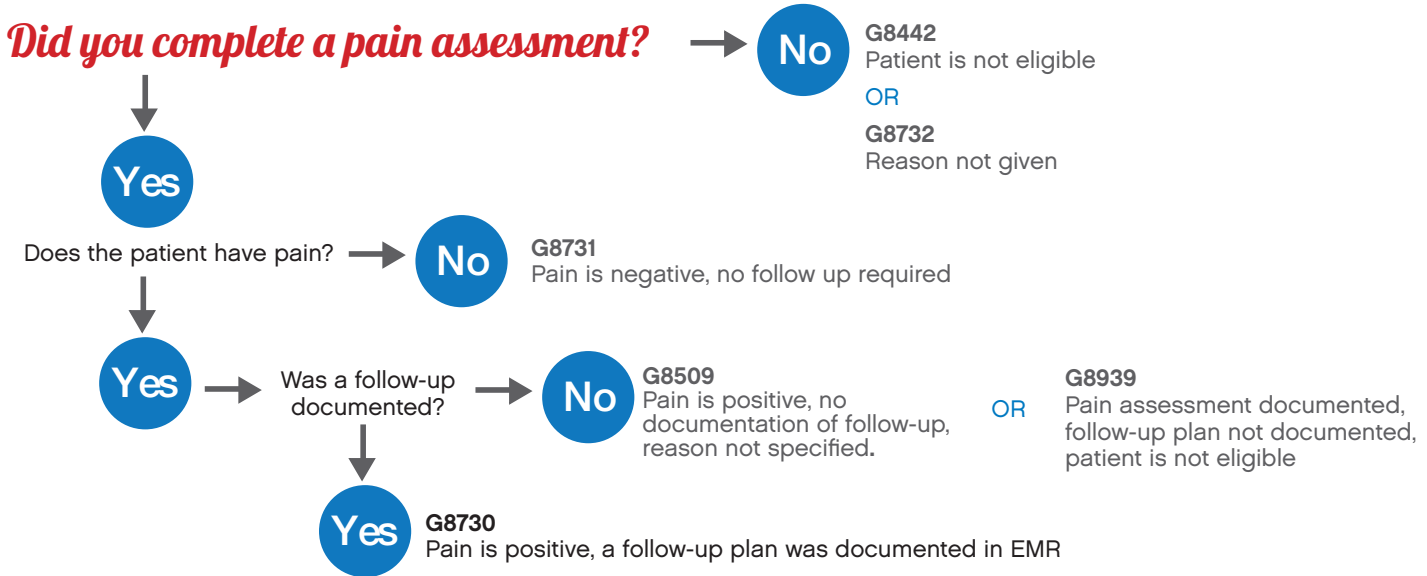 Did you complete a pain assessment?
No
G8442
Patient is not eligible
OR
G8732
Reason not given
Yes
Does the patient have pain?
No
G8731
Pain is negative, no follow up required
Yes
Was a follow-up
documented?
No
G8509
Pain is positive, no
documentation of follow-up,
reason not specified.
OR
G8939
Pain assessment documented,
follow-up plan not documented,
patient is not eligible
Yes
G8730
Pain is positive, a follow-up plan was documented in EMR